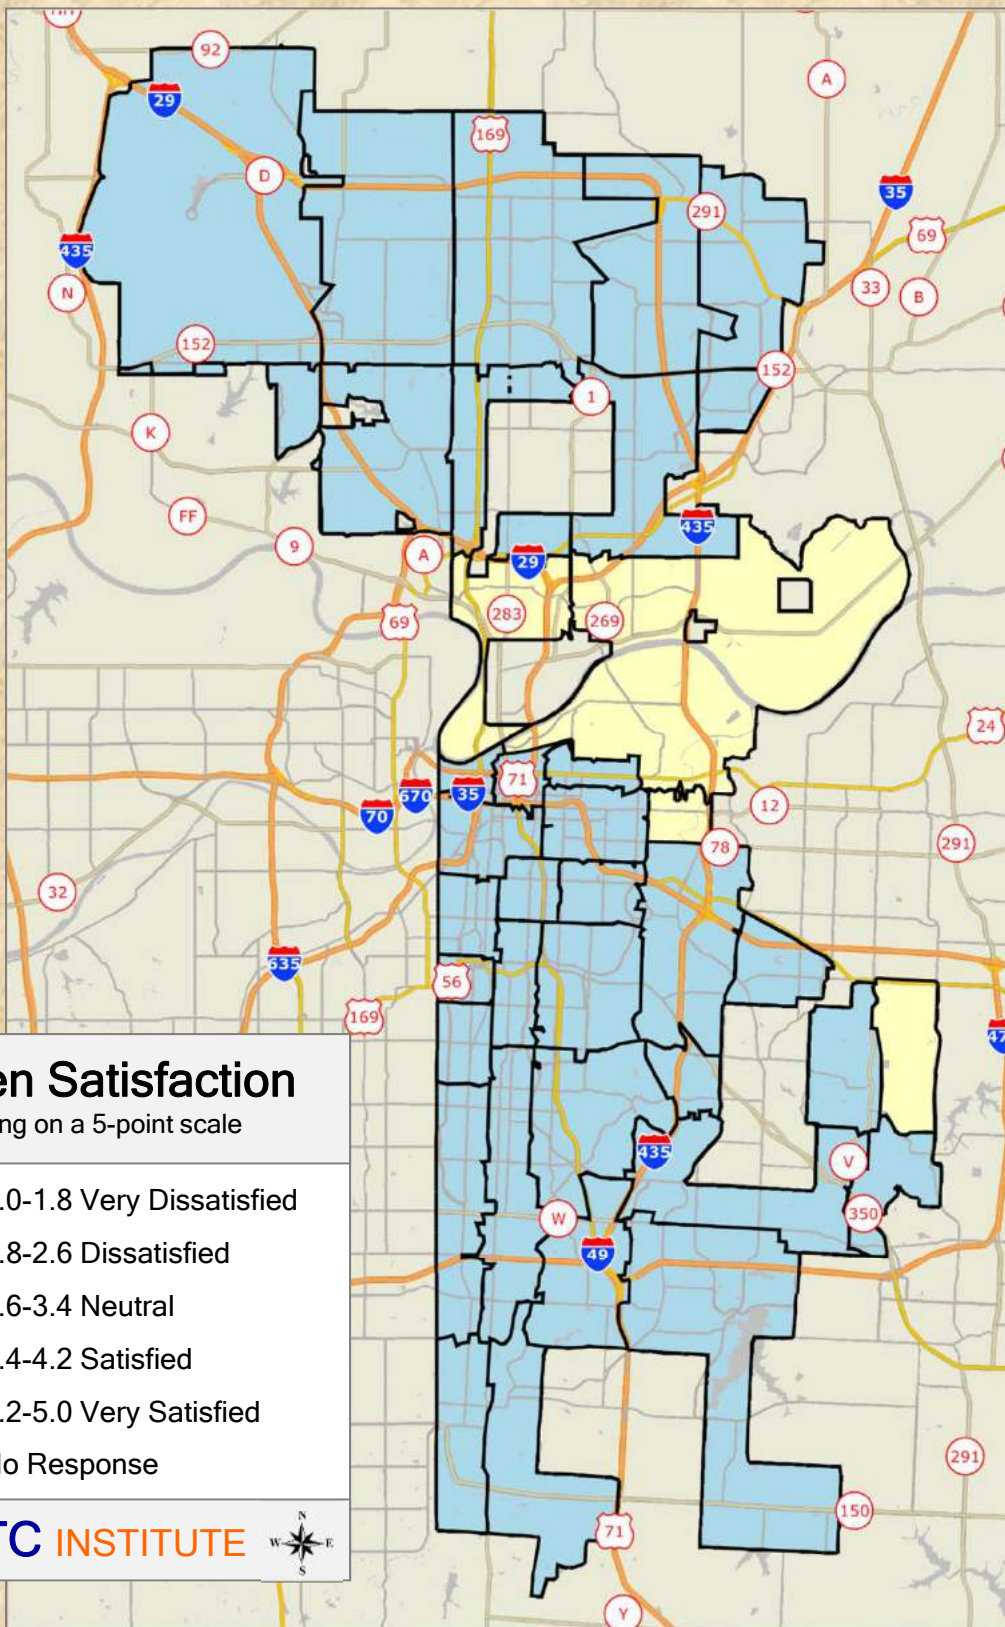 92
29
169
A
D
35
291
69
435
N
33
B
152
152
1
K
FF
435
9
A
29
283
269
69
24
71
670
35
70
12
78
291
32
635
56
169
47
en Satisfaction
ng on a 5-point scale
.0-1.8 Very Dissatisfied
.8-2.6 Dissatisfied
.6-3.4 Neutral
.4-4.2 Satisfied
.2-5.0 Very Satisfied
lo Response
TC INSTITUTE
N
W E
S
435
V
350
W
49
291
150
71
Y